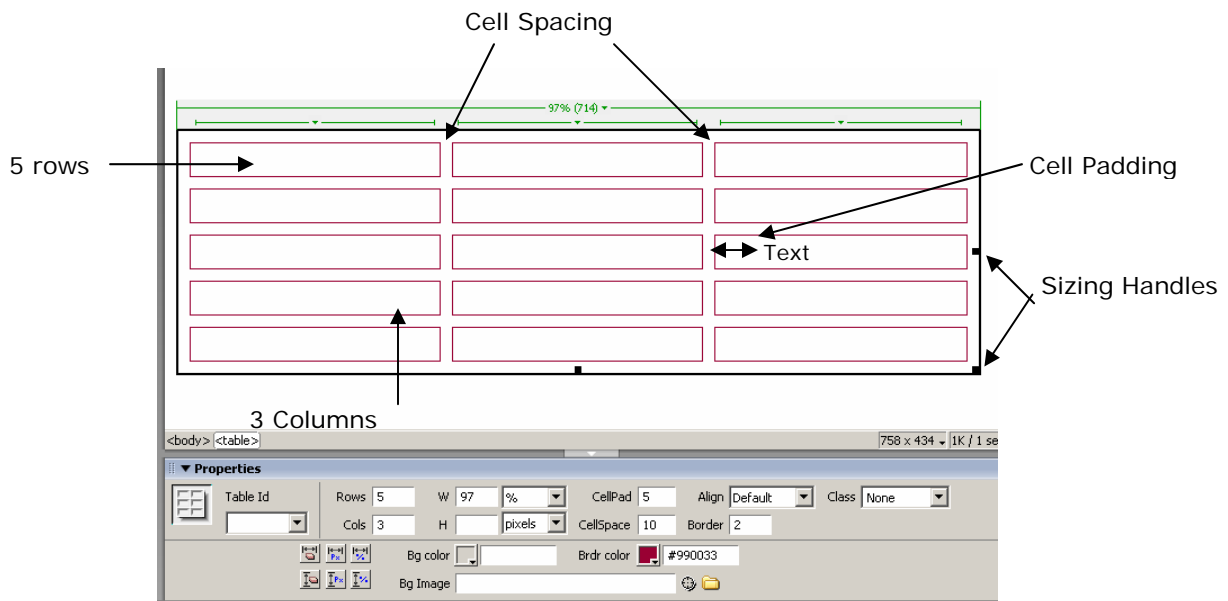 Cell Spacing
97% (714)
5 rows
Cell Padding
Text
Sizing Handles
3 Columns
<body> <table> 758 x 434 1K / 1 se
Properties
Table Id Rows 5 W 97 % CellPad 5 Align Default Class None
Cols 3 H pixels CellSpace 10 Border 2
Bg color Brdr color #990033
Bg Image